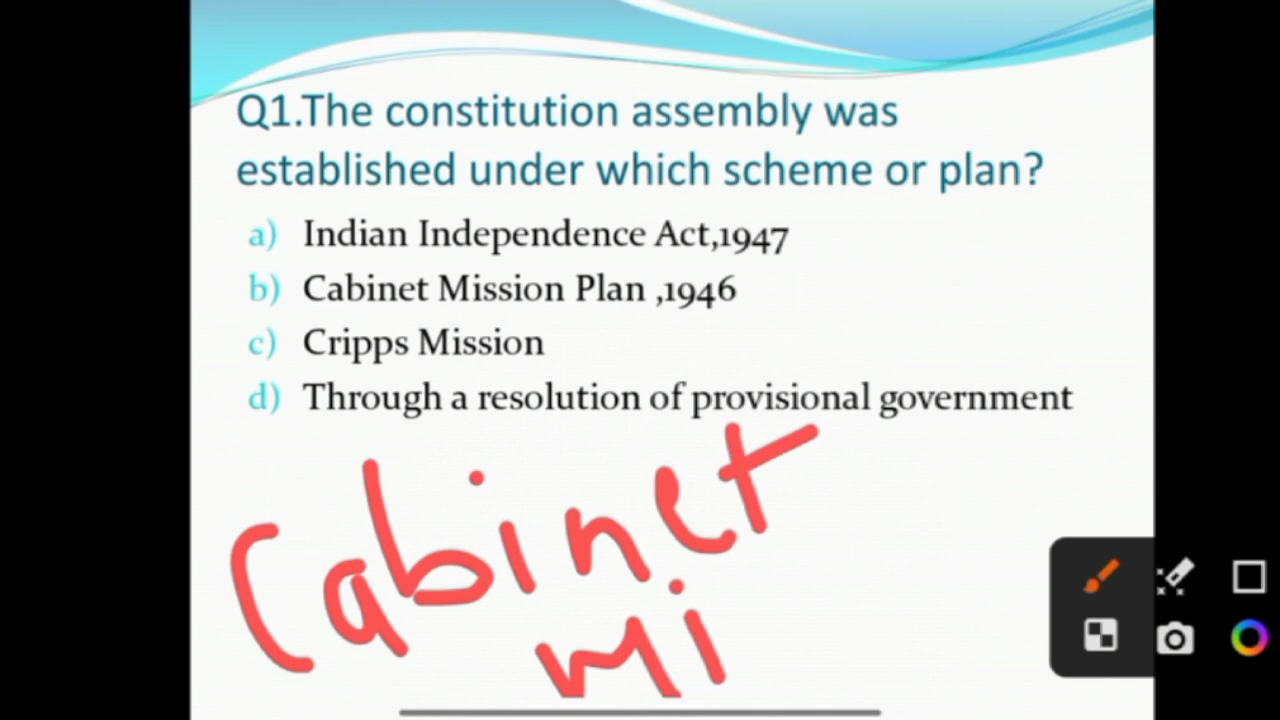 Q1.The constitution assembly was
established under which scheme or plan?
a) Indian Independence Act,1947
b) Cabinet Mission Plan ,1946
c) Cripps Mission
d) Through a resolution of provisional government
Cabinet
Mi